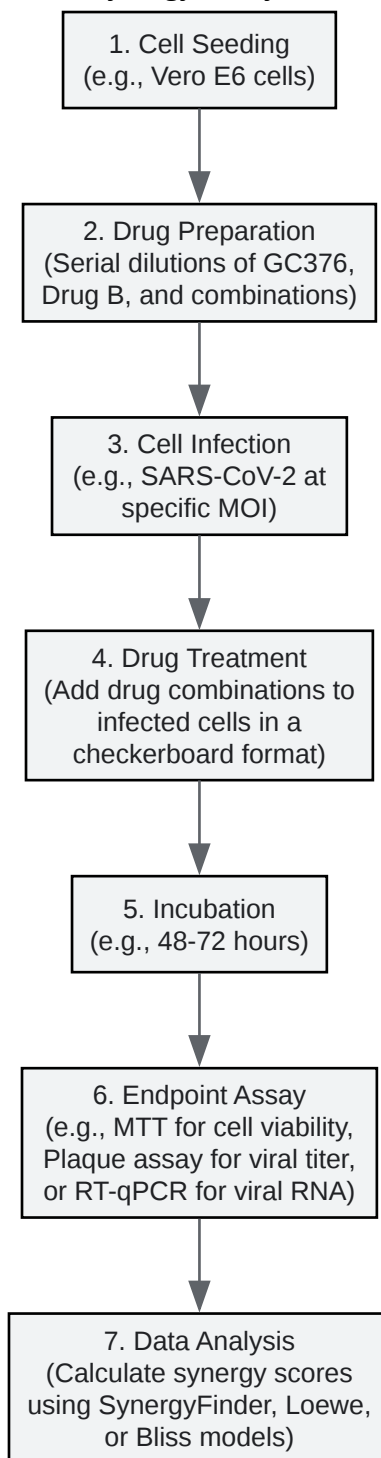 1. Cell Seeding
(e.g., Vero E6 cells)
2. Drug Preparation
(Serial dilutions of GC376,
Drug B, and combinations)
3. Cell Infection
(e.g., SARS-CoV-2 at
specific MOI)
4. Drug Treatment
(Add drug combinations to
infected cells in a
checkerboard format)
5. Incubation
(e.g., 48-72 hours)
6. Endpoint Assay
(e.g., MTT for cell viability,
Plaque assay for viral titer,
or RT-qPCR for viral RNA)
7. Data Analysis
(Calculate synergy scores
using SynergyFinder, Loewe,
or Bliss models)